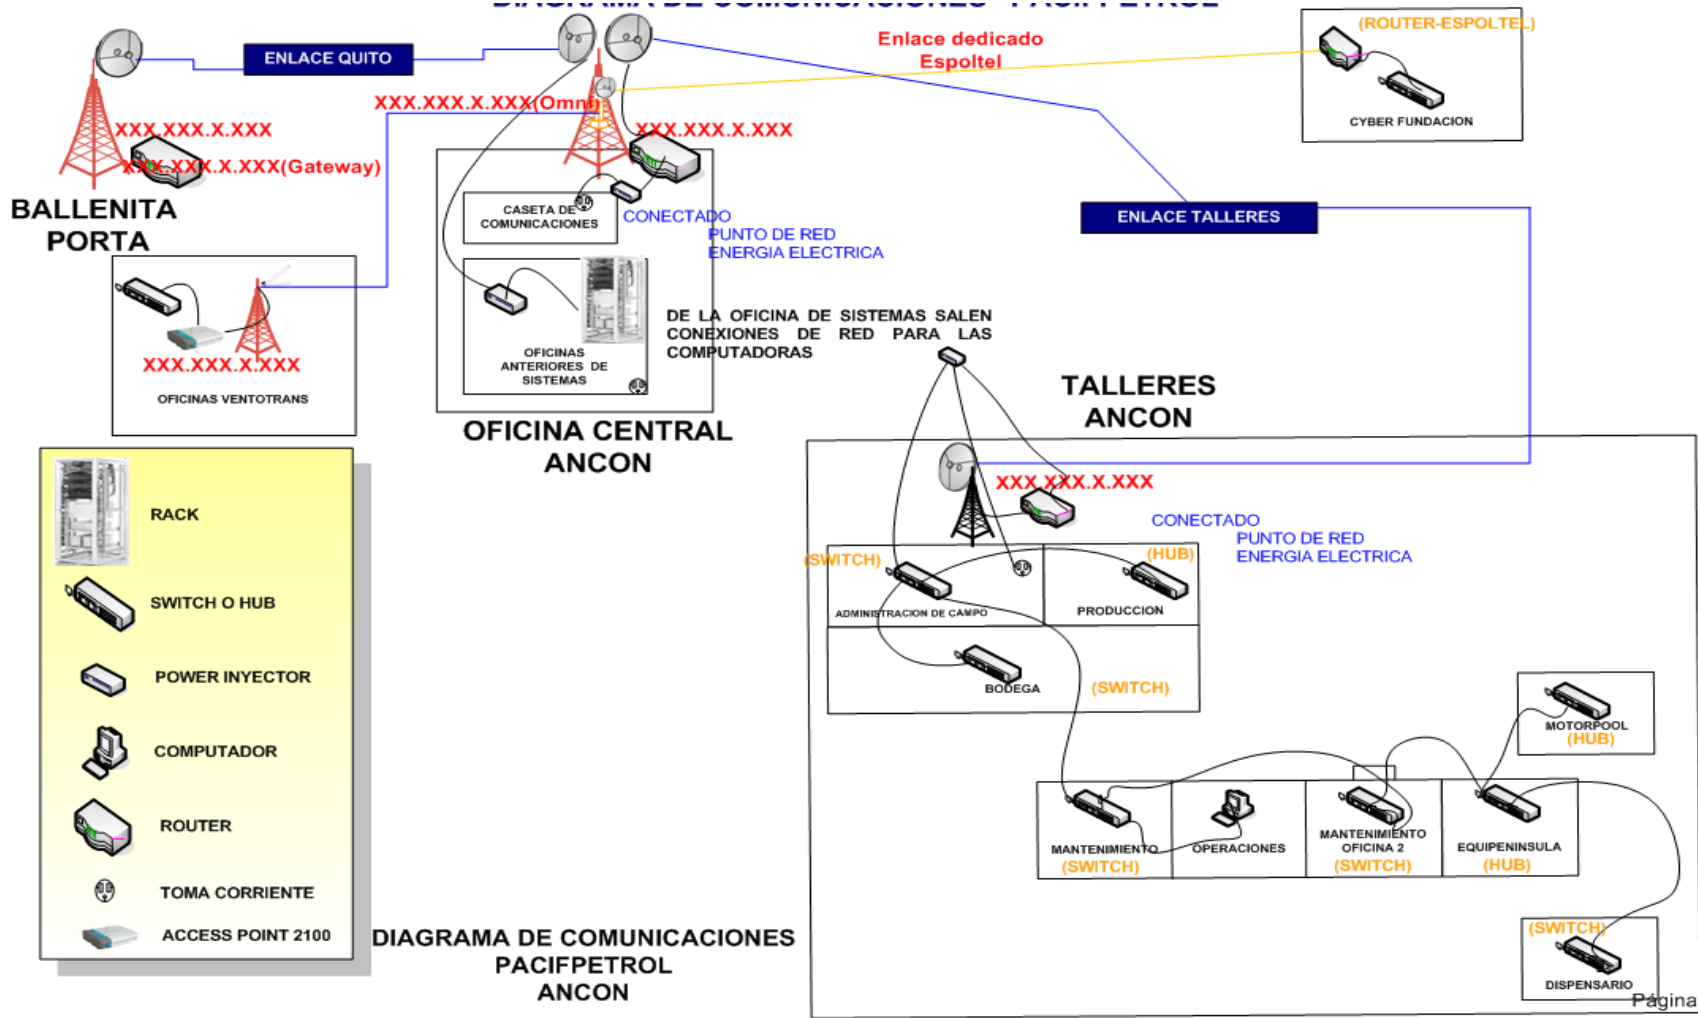 DIAGRAMA DE COMUNICACIONES PACIFPETROL
(ROUTER-ESPOLTEL)
CYBER FUNDACION
Enlace dedicado
Espoltel
ENLACE QUITO
XXX.XXX.X.XXX(Omni)
XXX.XXX.X.XXX
XXX.XXX.X.XXX
XXX.XXX.X.XXX(Gateway)
BALLENITA
PORTA
CASETA DE
COMUNICACIONES
CONECTADO
PUNTO DE RED
ENERGIA ELECTRICA
ENLACE TALLERES
OFICINAS
ANTERIORES DE
SISTEMAS
DE LA OFICINA DE SISTEMAS SALEN
CONEXIONES DE RED PARA LAS
COMPUTADORAS
XXX.XXX.X.XXX
OFICINAS VENTOTRANS
OFICINA CENTRAL
ANCON
TALLERES
ANCON
XXX.XXX.X.XXX
CONECTADO
PUNTO DE RED
ENERGIA ELECTRICA
(SWITCH)
ADMINISTRACION DE CAMPO
(HUB)
PRODUCCION
BODEGA
(SWITCH)
MOTORPOOL
(HUB)
MANTENIMIENTO
(SWITCH)
OPERACIONES
MANTENIMIENTO
OFICINA 2
(SWITCH)
EQUIPENINSULA
(HUB)
(SWITCH)
DISPENSARIO
Página
RACK
SWITCH O HUB
POWER INYECTOR
COMPUTADOR
ROUTER
TOMA CORRIENTE
ACCESS POINT 2100
DIAGRAMA DE COMUNICACIONES
PACIFPETROL
ANCON